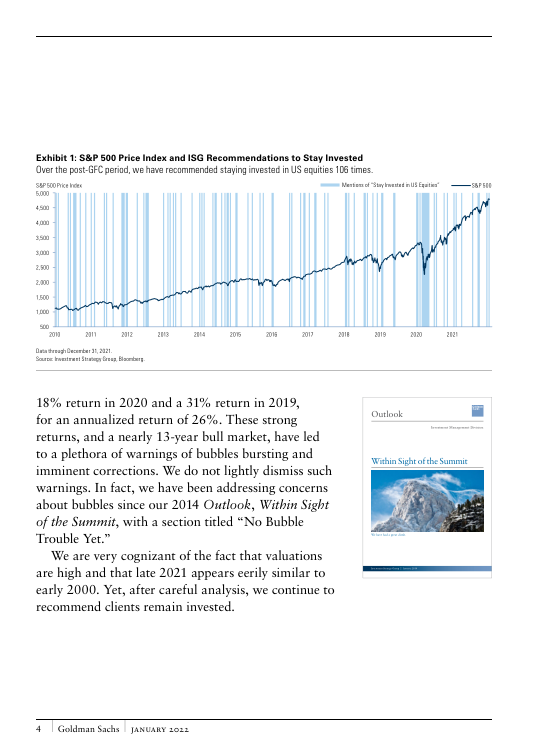 Exhibit 1: S&P 500 Price Index and ISG Recommendations to Stay Invested
Over the post-GFC period, we have recommended staying invested in US equities 106 times.
S&P 500 Price Index
Mentions of "Stay Invested in US Equities"
S&P 500
5,000
4,500
4,000
3,500
3,000
2,500
2,000
1,500
1,000
500
2010 2011 2012 2013 2014 2015 2016 2017 2018 2019 2020 2021
Data through December 31, 2021.
Source: Investment Strategy Group, Bloomberg.
18% return in 2020 and a 31% return in 2019,
for an annualized return of 26%. These strong
returns, and a nearly 13-year bull market, have led
to a plethora of warnings of bubbles bursting and
imminent corrections. We do not lightly dismiss such
warnings. In fact, we have been addressing concerns
about bubbles since our 2014 Outlook, Within Sight
of the Summit, with a section titled “No Bubble
Trouble Yet.”
We are very cognizant of the fact that valuations
are high and that late 2021 appears eerily similar to
early 2000. Yet, after careful analysis, we continue to
recommend clients remain invested.
Outlook
Investment Management Division
Within Sight of the Summit
4 Goldman Sachs JANUARY 2022